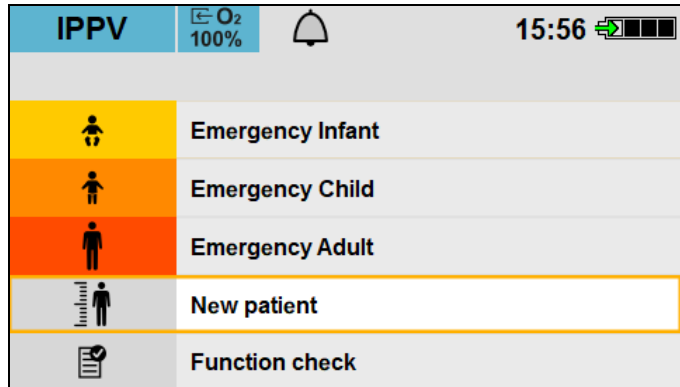 IPPV
O₂
100%
15:56
Emergency Infant
Emergency Child
Emergency Adult
New patient
Function check